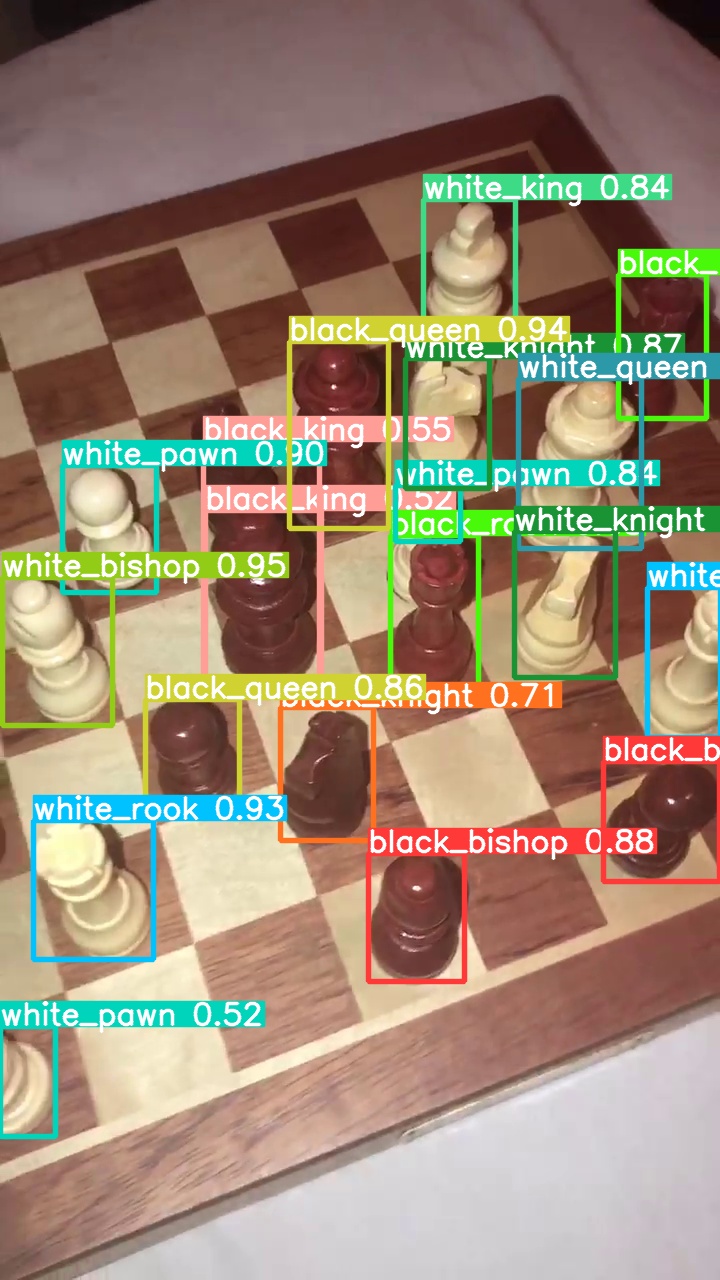 white_king 0.84
black_
black_queen 0.94
white_knight 0.87
white_queen
black_king 0.55
white_pawn 0.90
white_pawn 0.84
black_king 0.52
black_ro
white_knight
white_bishop 0.95
white
black_queen 0.86
black_knight 0.71
black_b
white_rook 0.93
black_bishop 0.88
white_pawn 0.52